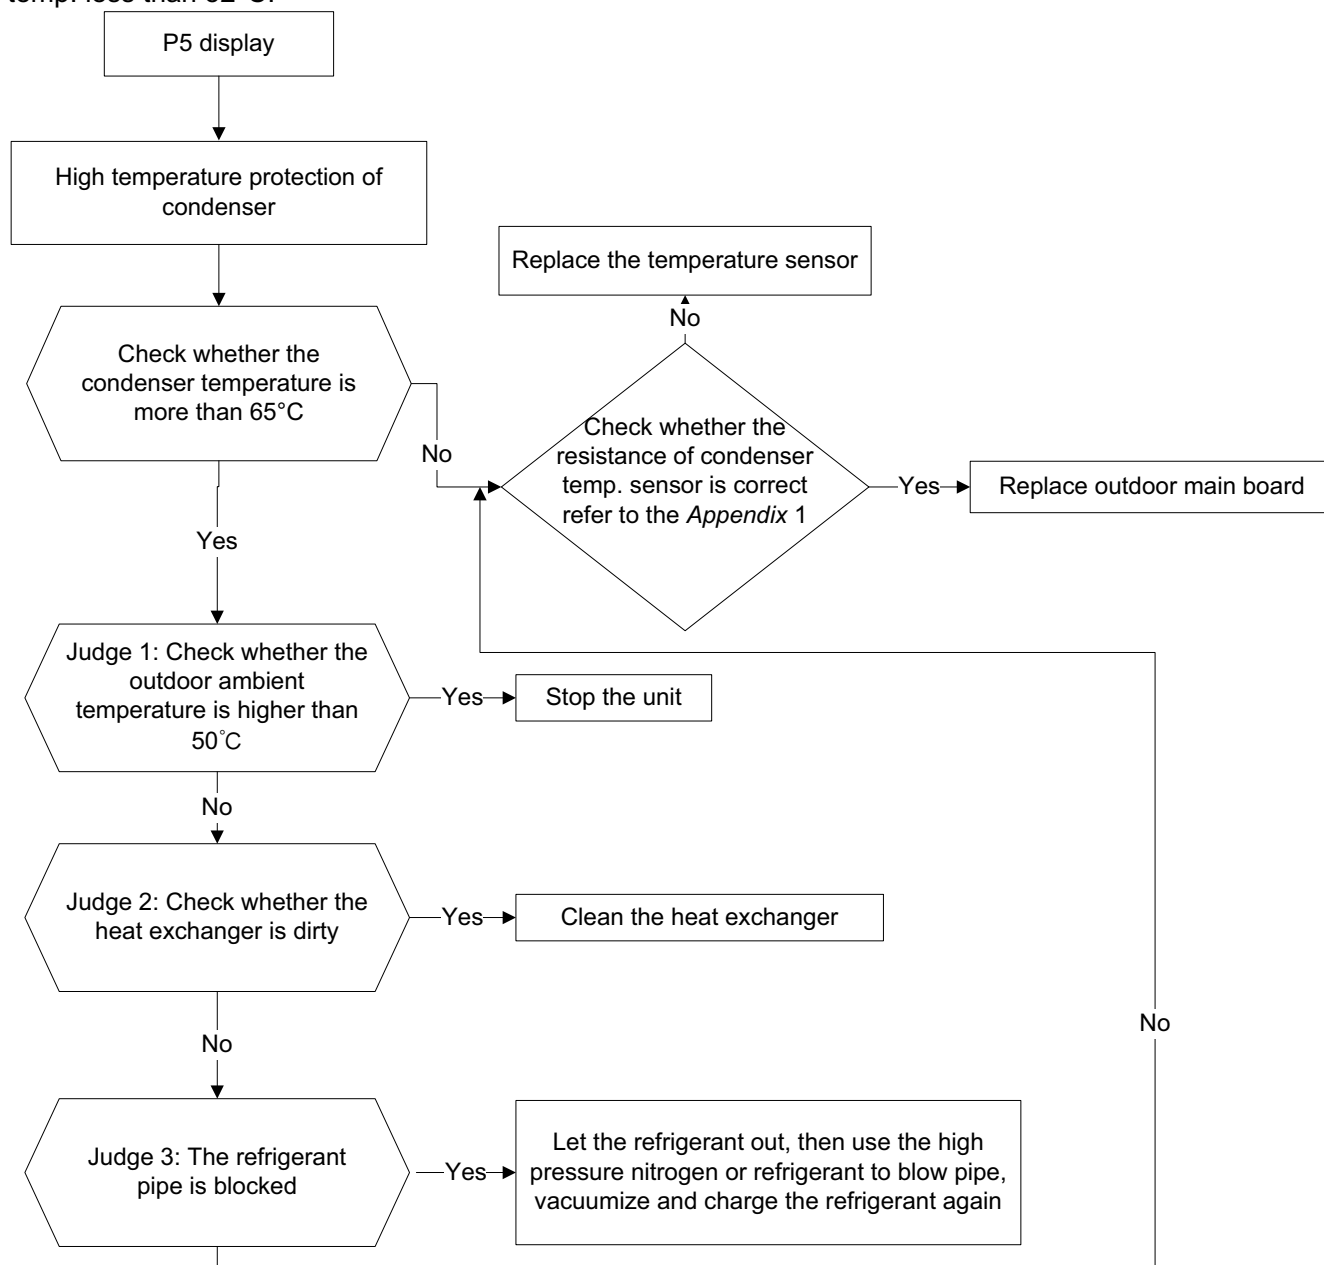 P5 display
High temperature protection of
condenser
Replace the temperature sensor
No
Check whether the
condenser temperature is
more than 65°C
No
Check whether the
resistance of condenser
temp. sensor is correct
refer to the Appendix 1
Yes
Replace outdoor main board
Yes
Judge 1: Check whether the
outdoor ambient
temperature is higher than
50°C
Yes
Stop the unit
No
Judge 2: Check whether the
heat exchanger is dirty
Yes
Clean the heat exchanger
No
No
Judge 3: The refrigerant
pipe is blocked
Yes
Let the refrigerant out, then use the high
pressure nitrogen or refrigerant to blow pipe,
vacuumize and charge the refrigerant again